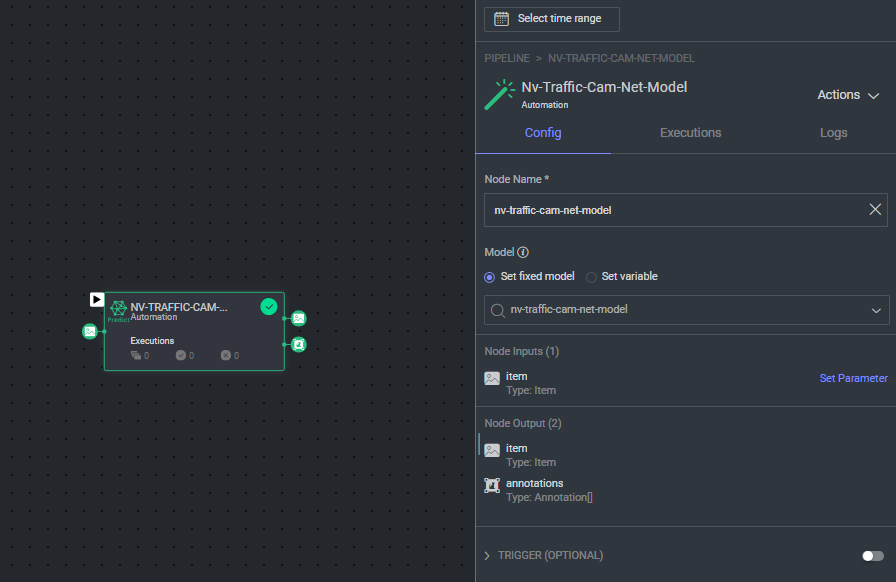 NV-TRAFFIC-CAM-...
Automation
Predict
Executions
0 0 0
Select time range
PIPELINE > NV-TRAFFIC-CAM-NET-MODEL
Nv-Traffic-Cam-Net-Model
Automation
Actions
Config Executions Logs
Node Name *
nv-traffic-cam-net-model
Model
Set fixed model Set variable
nv-traffic-cam-net-model
Node Inputs (1)
item
Type: Item
Set Parameter
Node Output (2)
item
Type: Item
annotations
Type: Annotation[]
TRIGGER (OPTIONAL)